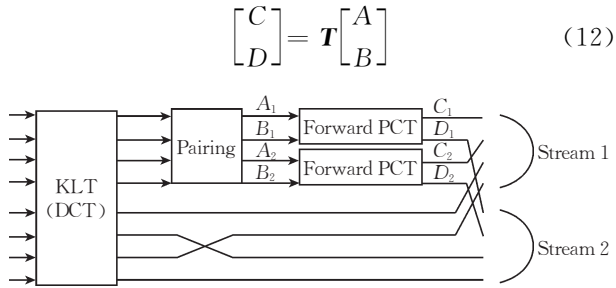 [C D] = T [A B] (12)
A₁ C₁
B₁ Forward PCT D₁
Pairing A₂ C₂
B₂ Forward PCT D₂
KLT
(DCT)
Stream 1
Stream 2